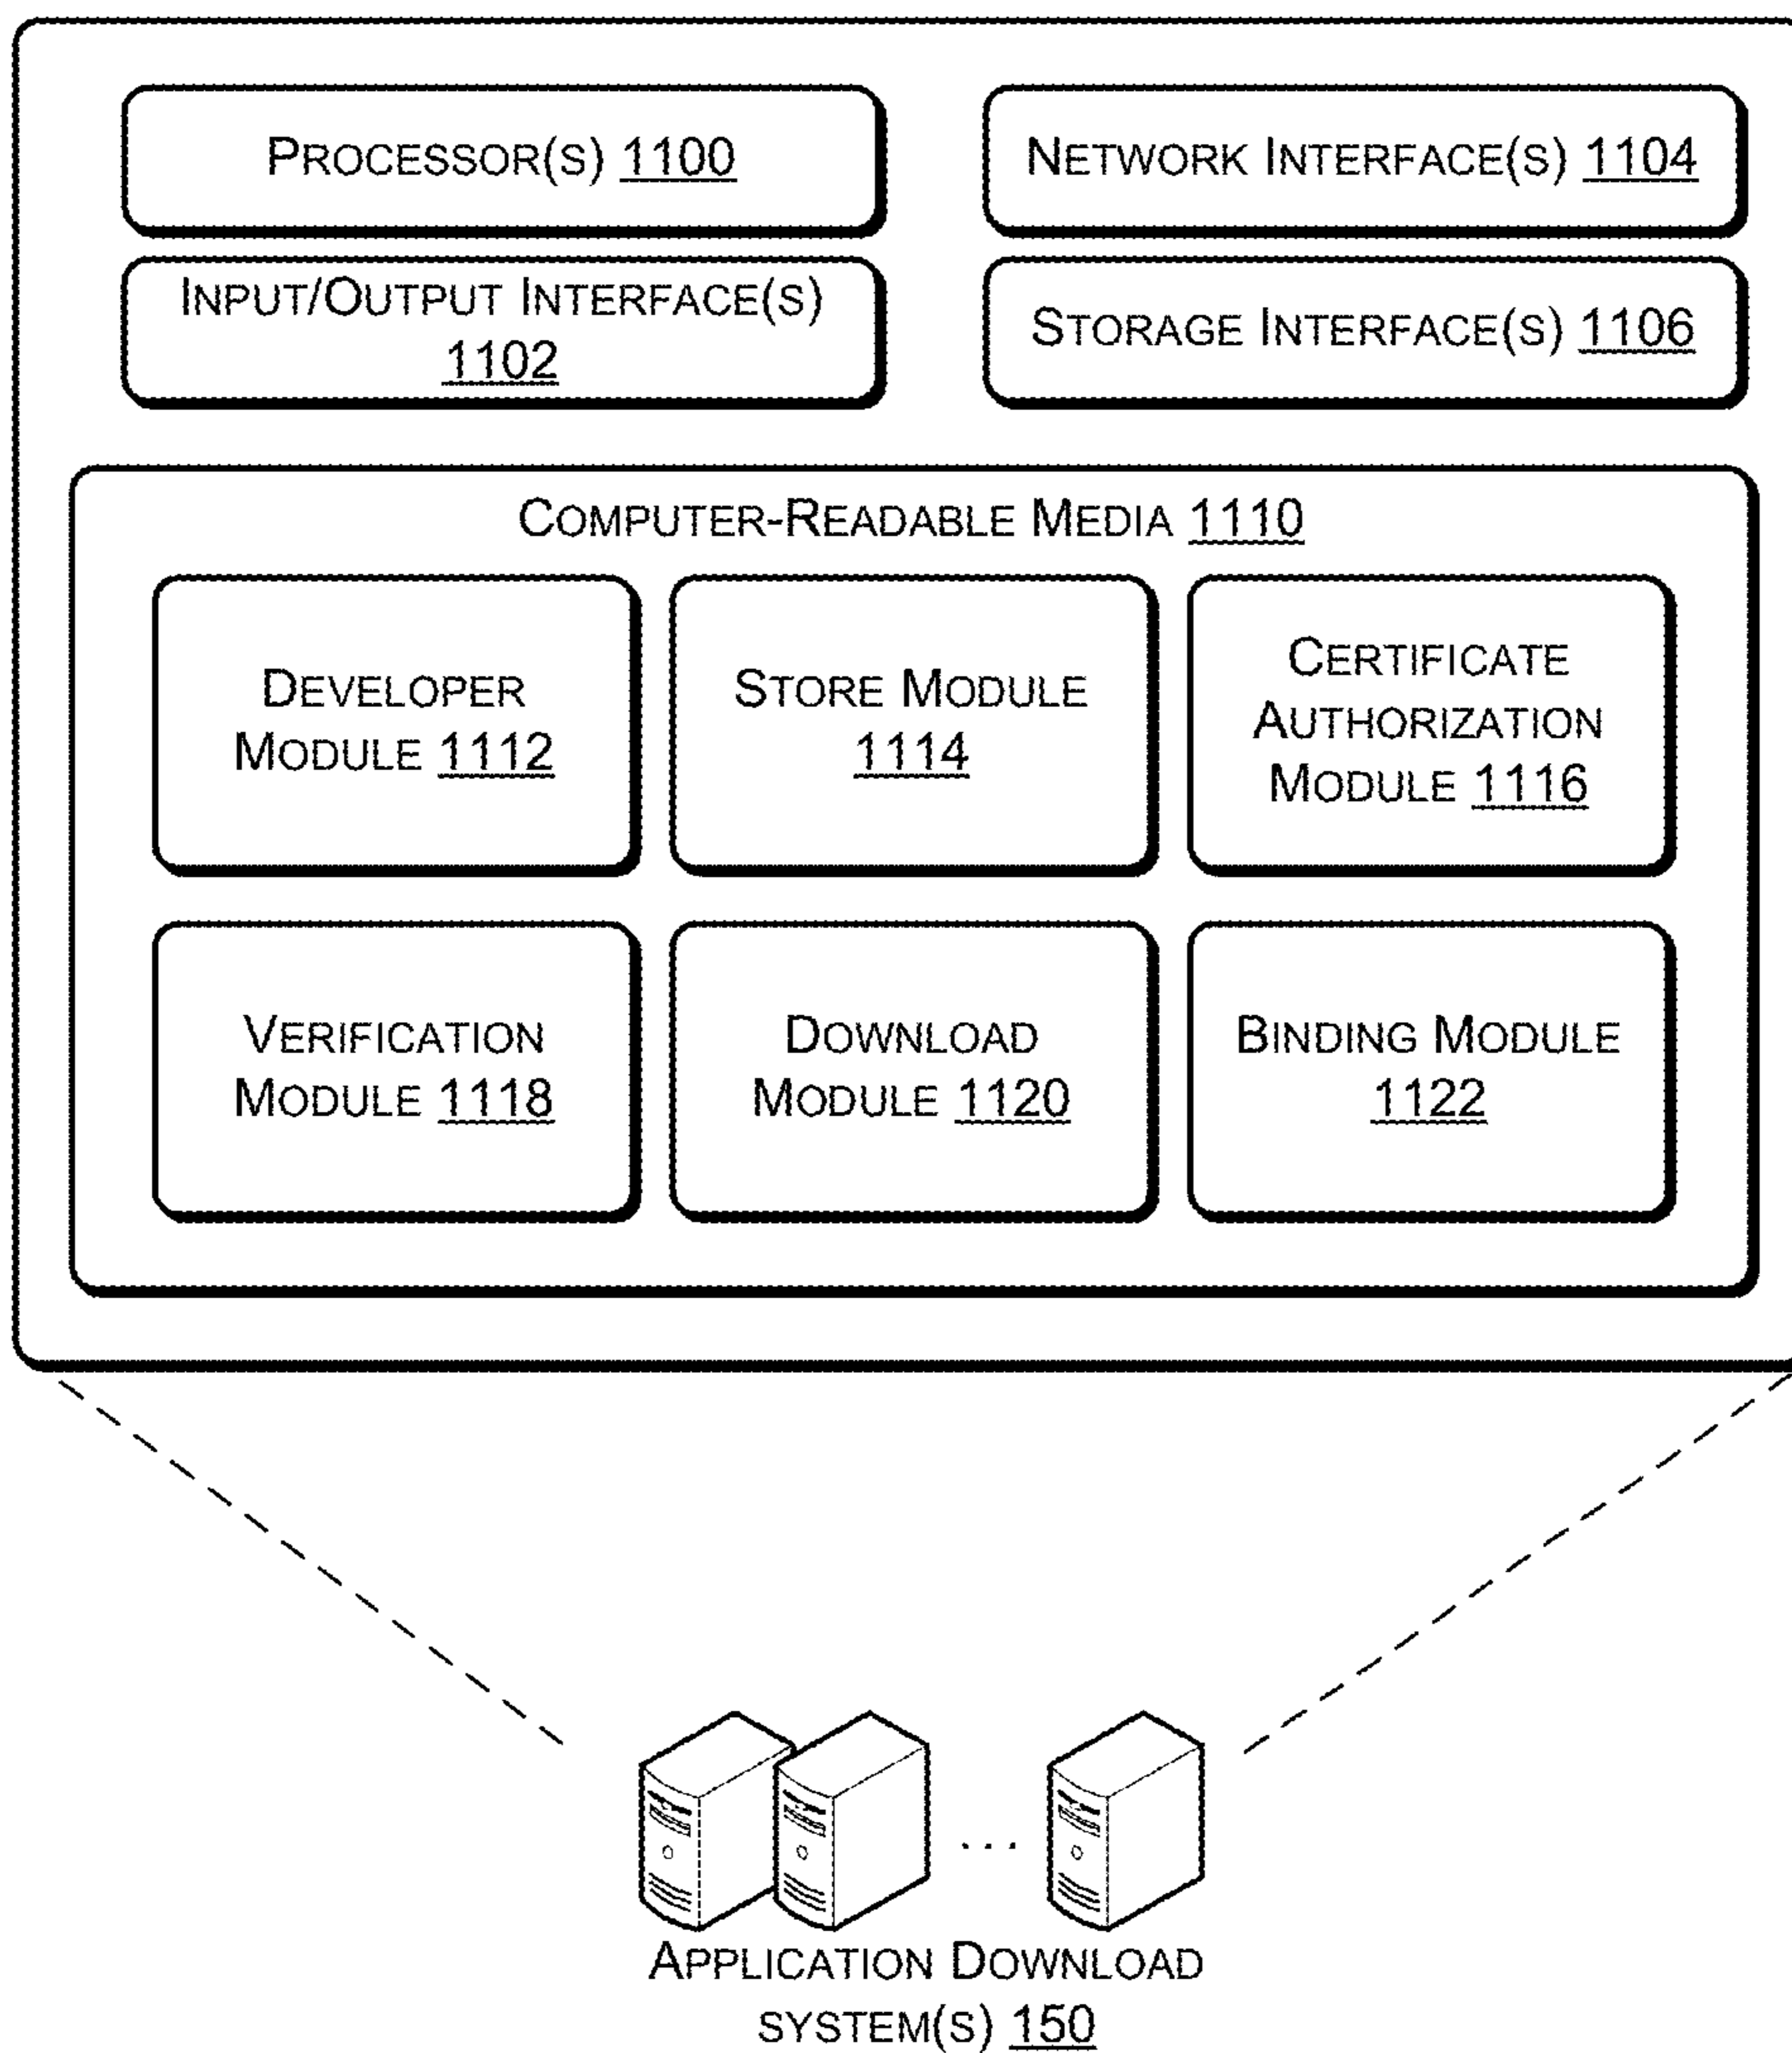 PROCESSOR(S) 1100
NETWORK INTERFACE(S) 1104
INPUT/OUTPUT INTERFACE(S)
1102
STORAGE INTERFACE(S) 1106
COMPUTER-READABLE MEDIA 1110
DEVELOPER
MODULE 1112
STORE MODULE
1114
CERTIFICATE
AUTHORIZATION
MODULE 1116
VERIFICATION
MODULE 1118
DOWNLOAD
MODULE 1120
BINDING MODULE
1122
...
APPLICATION DOWNLOAD
SYSTEM(S) 150